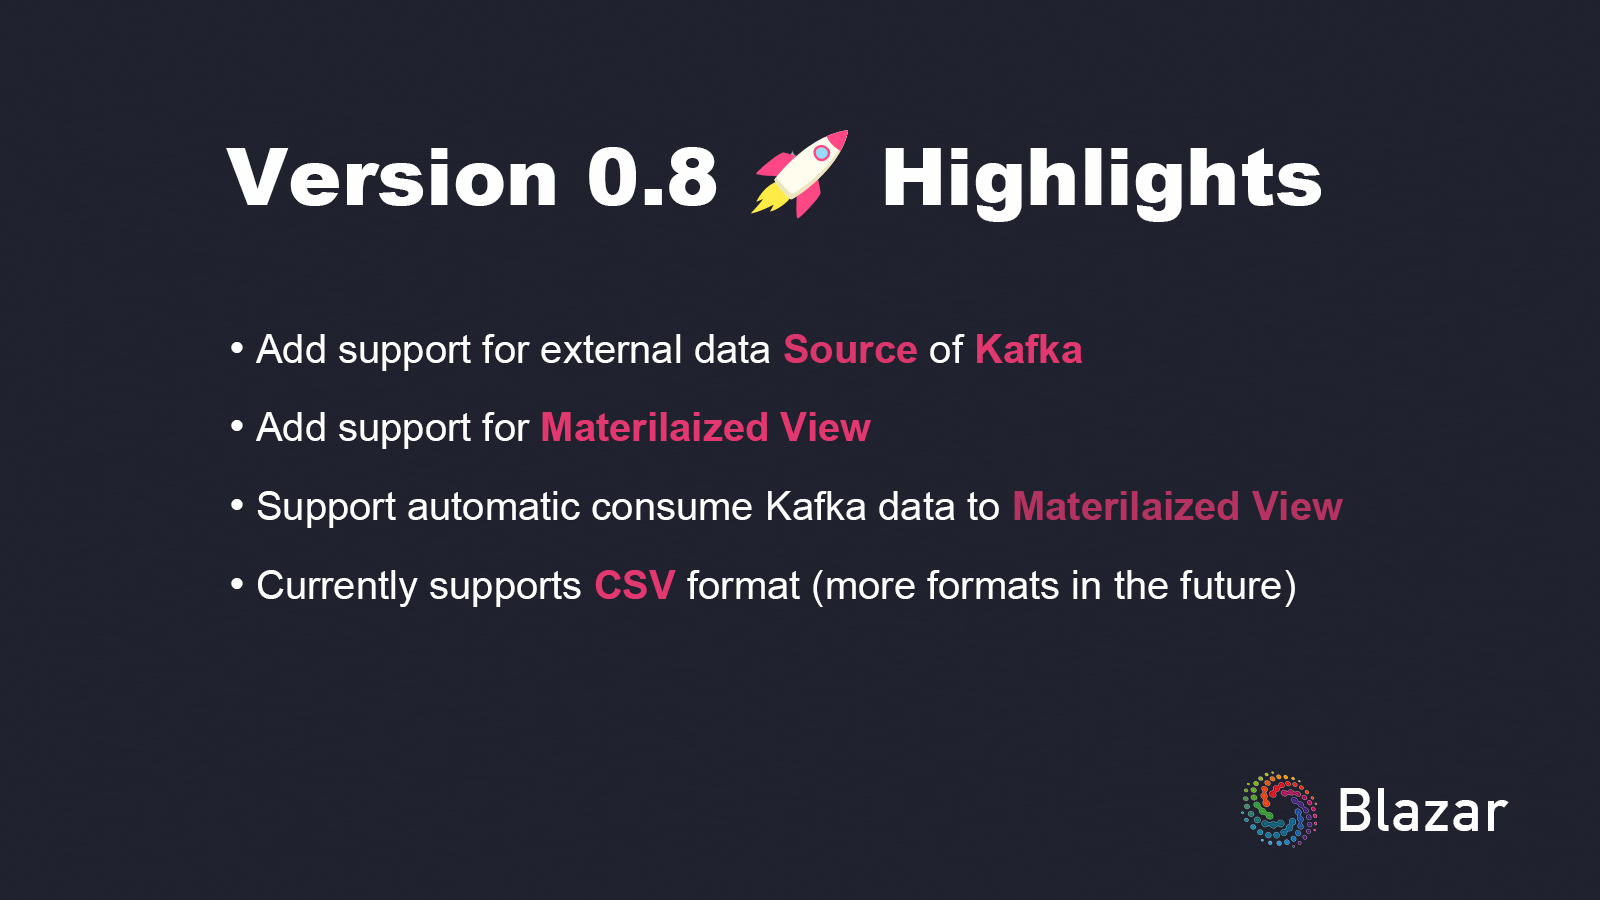 Version 0.8 🚀 Highlights
• Add support for external data Source of Kafka
• Add support for Materilaized View
• Support automatic consume Kafka data to Materilaized View
• Currently supports CSV format (more formats in the future)
Blazar